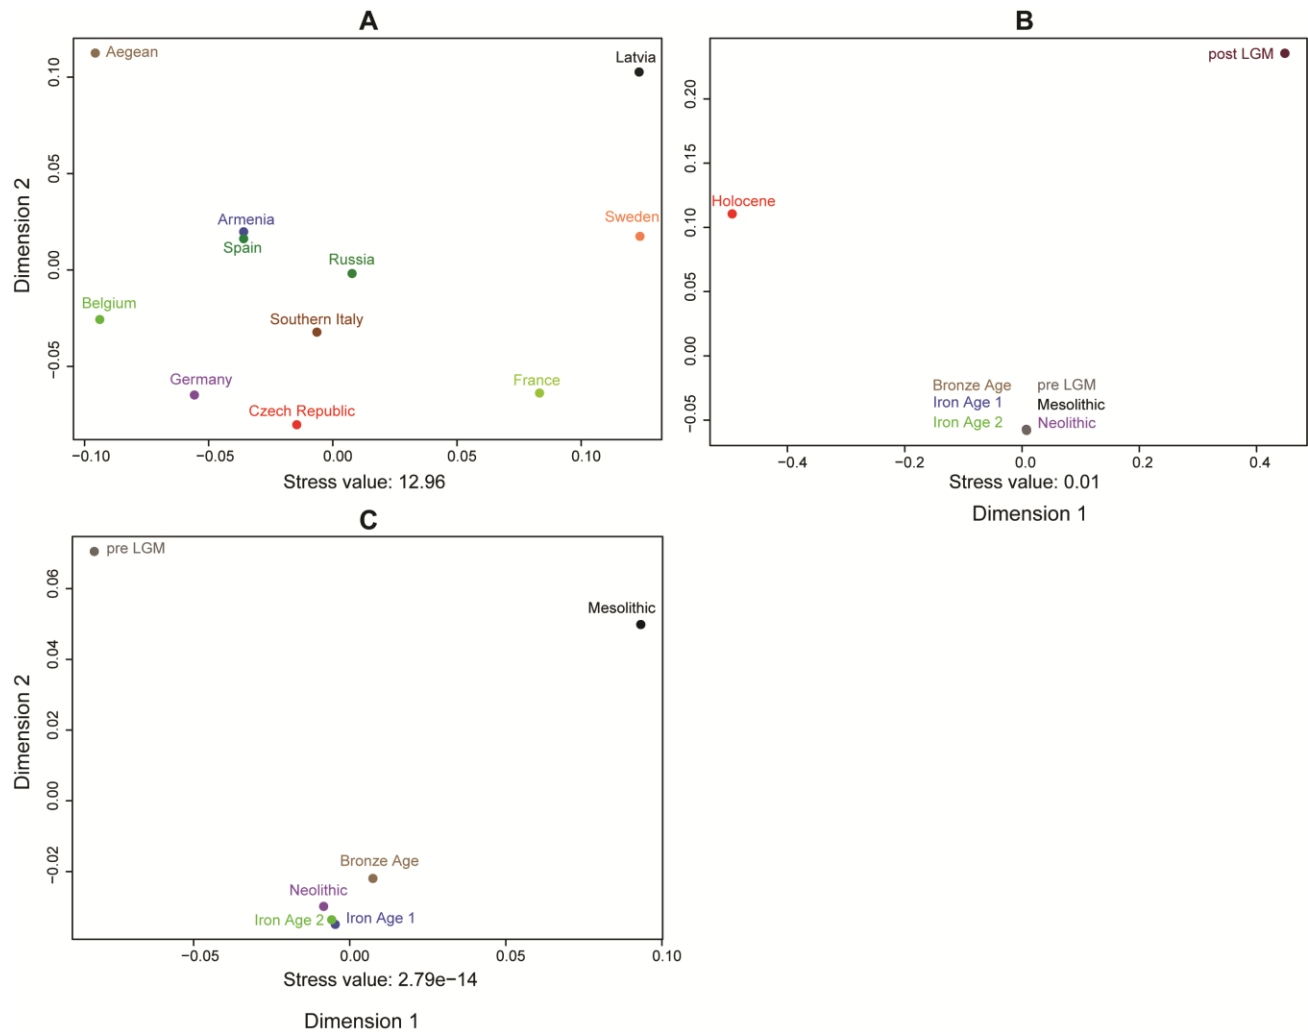 A
Aegean
Latvia
Armenia
Spain
Sweden
Russia
Belgium
Southern Italy
Germany
France
Czech Republic
Dimension 2
0.10
0.05
0.00
−0.05
−0.10
−0.05
0.00
0.05
0.10
Stress value: 12.96
B
post LGM
Holocene
Bronze Age
pre LGM
Iron Age 1
Mesolithic
Iron Age 2
Neolithic
0.20
0.15
0.10
0.05
0.00
−0.05
−0.4
−0.2
0.0
0.2
0.4
Stress value: 0.01
Dimension 1
C
pre LGM
Mesolithic
Bronze Age
Neolithic
Iron Age 2
Iron Age 1
Dimension 2
0.06
0.04
0.02
0.00
−0.02
−0.05
0.00
0.05
0.10
Stress value: 2.79e−14
Dimension 1